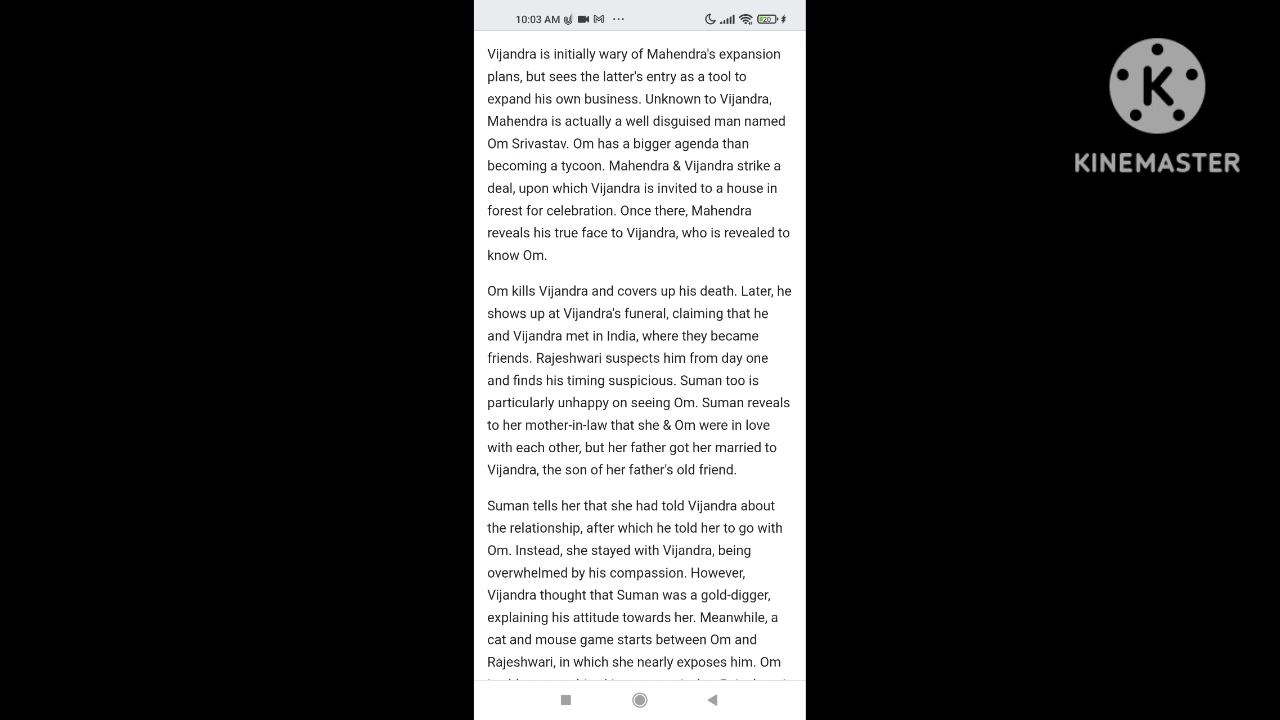 10:03 AM
20
KINEMASTER
Vijandra is initially wary of Mahendra's expansion
plans, but sees the latter's entry as a tool to
expand his own business. Unknown to Vijandra,
Mahendra is actually a well disguised man named
Om Srivastav. Om has a bigger agenda than
becoming a tycoon. Mahendra & Vijandra strike a
deal, upon which Vijandra is invited to a house in
forest for celebration. Once there, Mahendra
reveals his true face to Vijandra, who is revealed to
know Om.
Om kills Vijandra and covers up his death. Later, he
shows up at Vijandra's funeral, claiming that he
and Vijandra met in India, where they became
friends. Rajeshwari suspects him from day one
and finds his timing suspicious. Suman too is
particularly unhappy on seeing Om. Suman reveals
to her mother-in-law that she & Om were in love
with each other, but her father got her married to
Vijandra, the son of her father's old friend.
Suman tells her that she had told Vijandra about
the relationship, after which he told her to go with
Om. Instead, she stayed with Vijandra, being
overwhelmed by his compassion. However,
Vijandra thought that Suman was a gold-digger,
explaining his attitude towards her. Meanwhile, a
cat and mouse game starts between Om and
Rajeshwari, in which she nearly exposes him. Om